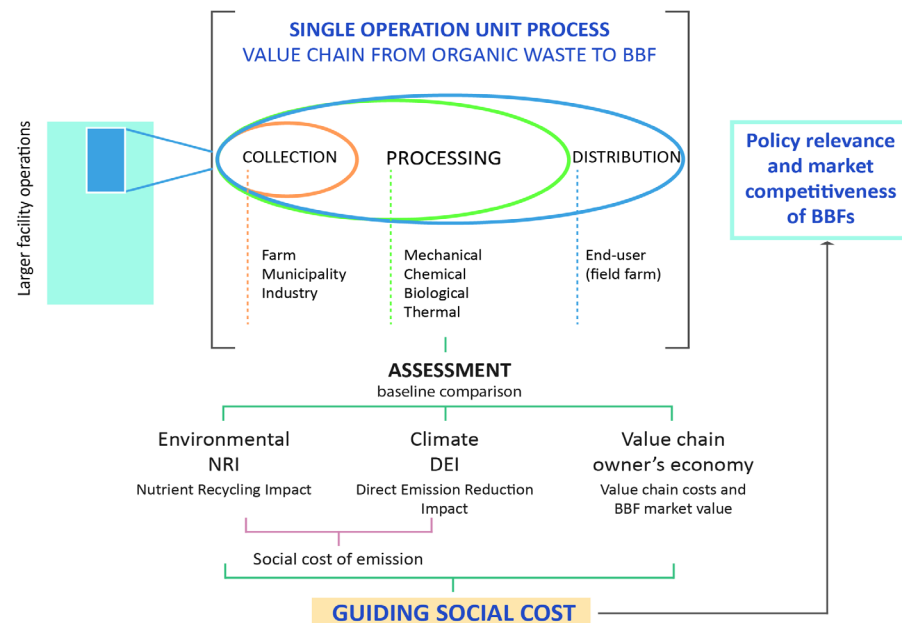 SINGLE OPERATION UNIT PROCESS
VALUE CHAIN FROM ORGANIC WASTE TO BBF
Larger facility operations
COLLECTION
PROCESSING
DISTRIBUTION
Farm
Municipality
Industry
Mechanical
Chemical
Biological
Thermal
End-user
(field farm)
Policy relevance
and market
competitiveness
of BBFs
ASSESSMENT
baseline comparison
Environmental
NRI
Nutrient Recycling Impact
Climate
DEI
Direct Emission Reduction
Impact
Value chain
owner’s economy
Value chain costs and
BBF market value
Social cost of emission
GUIDING SOCIAL COST